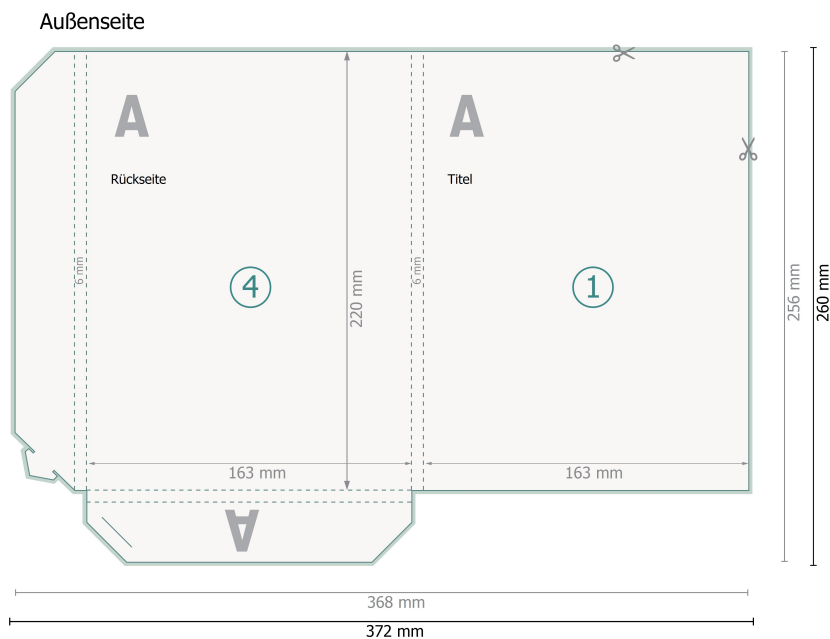 Außenseite
A
A
Rückseite
Titel
6 mm
6 mm
4
1
220 mm
256 mm
260 mm
163 mm
163 mm
A
368 mm
372 mm